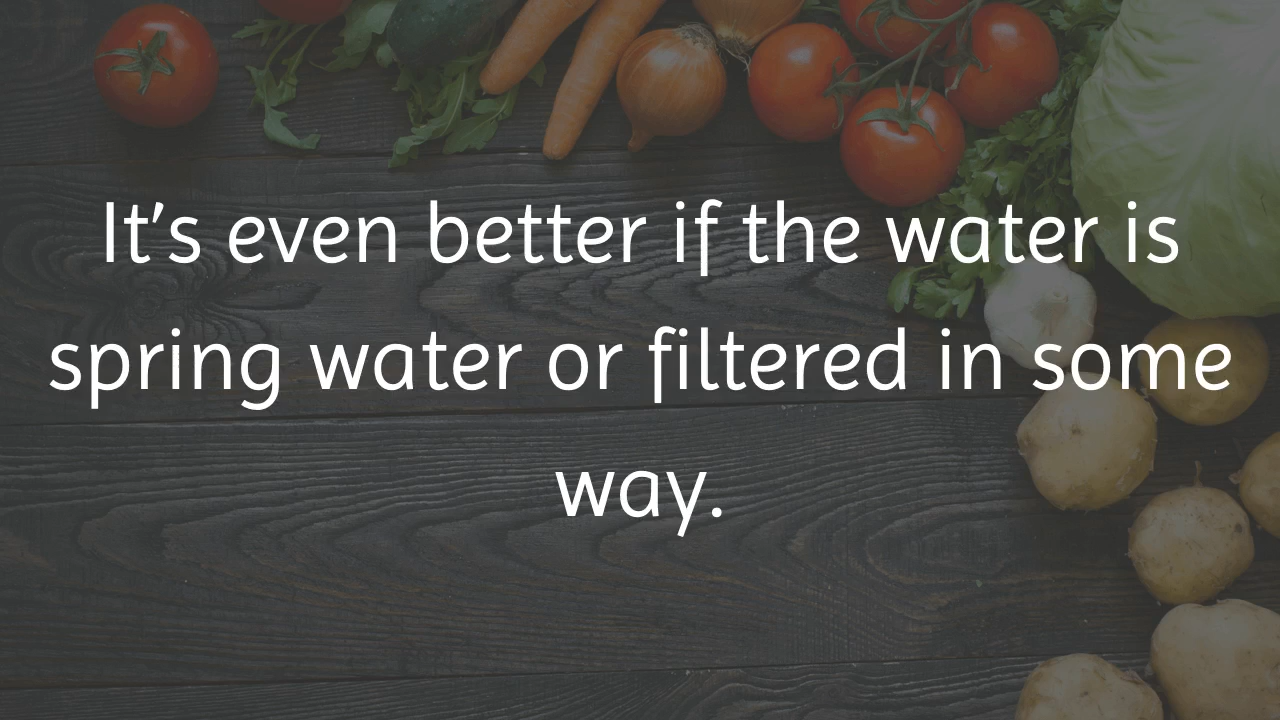 It's even better if the water is
spring water or filtered in some
way.